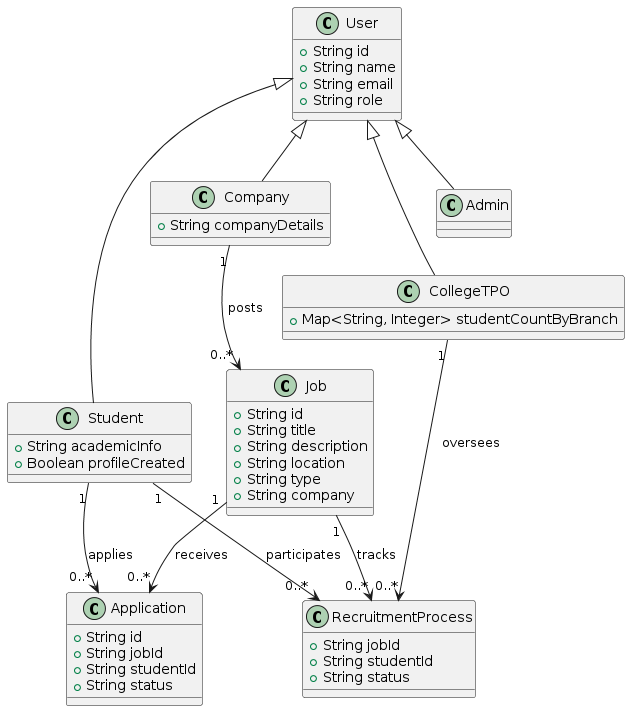 C User
String id
String name
String email
String role
C Company
String companyDetails
C Admin
1
posts
0..*
C CollegeTPO
Map<String, Integer> studentCountByBranch
1
oversees
C Job
String id
String title
String description
String location
String type
String company
C Student
String academicInfo
Boolean profileCreated
1
1
1
1
applies
receives
participates
tracks
0..*
0..*
0..*
0..*
0..*
C Application
String id
String jobId
String studentId
String status
C RecruitmentProcess
String jobId
String studentId
String status